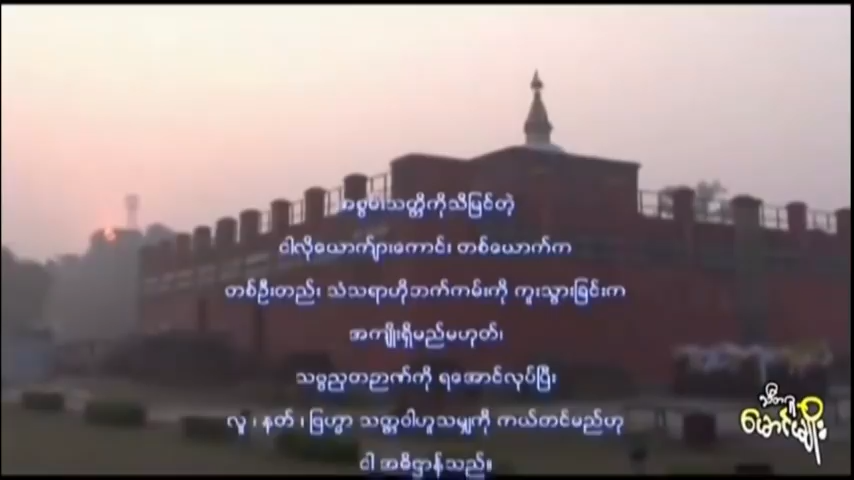 အစွမ်းသတ္တိကိုသိမြင်တဲ့
ငါလိုယောက်ျားကောင်း တစ်ယောက်က
တစ်ဦးတည်း သံသရာဟိုဘက်ကမ်းကို ကူးသွားခြင်းက
အကျိုးရှိမည်မဟုတ်၊
သဗ္ဗညုတဉာဏ်ကို ရအောင်လုပ်ပြီး
လူ ၊ နတ် ၊ ဗြဟ္မာ သတ္တဝါဟူသမျှကို ကယ်တင်မည်ဟု
ငါ အဓိဋ္ဌာန်သည်။